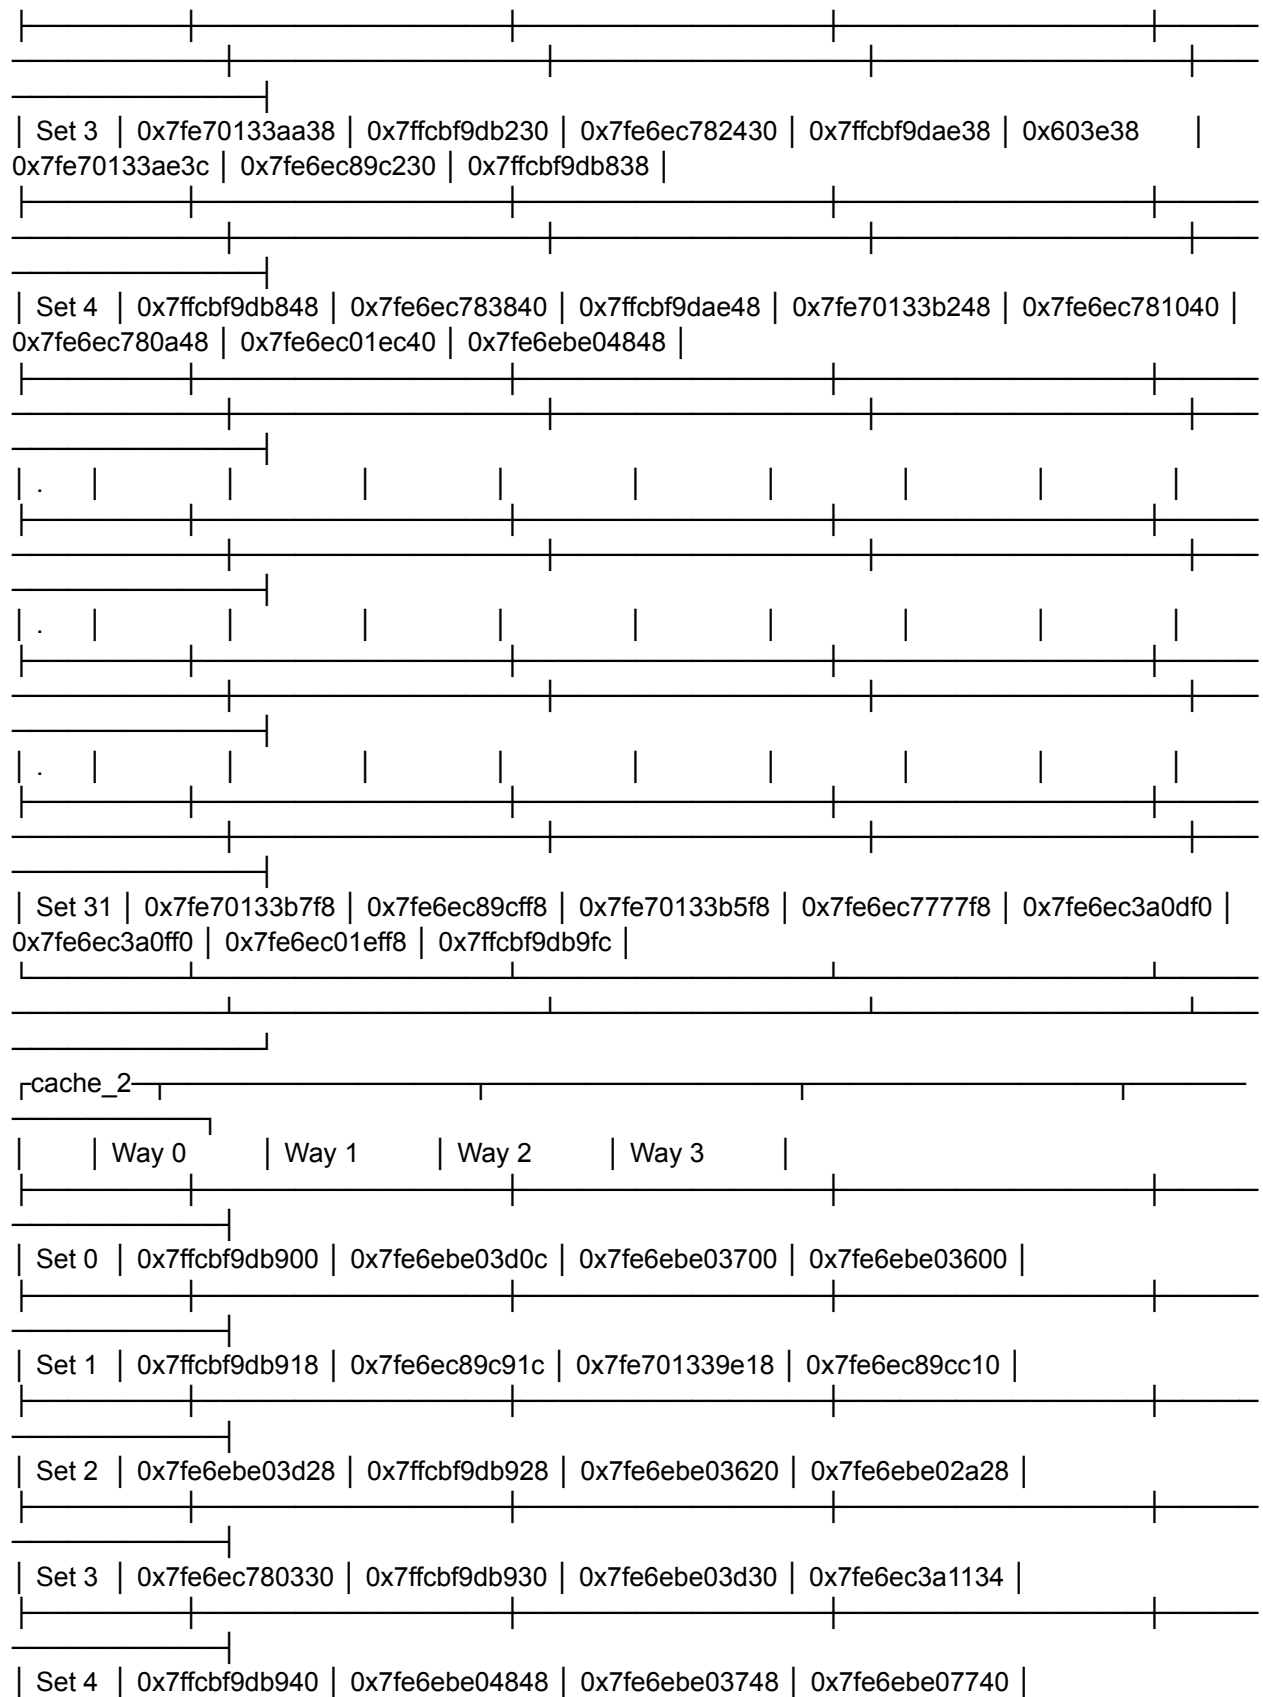 │ Set 3 │ 0x7fe70133aa38 │ 0x7ffcbf9db230 │ 0x7fe6ec782430 │ 0x7ffcbf9dae38 │ 0x603e38 │
0x7fe70133ae3c │ 0x7fe6ec89c230 │ 0x7ffcbf9db838 │
│ Set 4 │ 0x7ffcbf9db848 │ 0x7fe6ec783840 │ 0x7ffcbf9dae48 │ 0x7fe70133b248 │ 0x7fe6ec781040 │
0x7fe6ec780a48 │ 0x7fe6ec01ec40 │ 0x7fe6ebe04848 │
│ . │ │ │ │ │ │ │ │ │
│ . │ │ │ │ │ │ │ │ │
│ . │ │ │ │ │ │ │ │ │
│ Set 31 │ 0x7fe70133b7f8 │ 0x7fe6ec89cff8 │ 0x7fe70133b5f8 │ 0x7fe6ec7777f8 │ 0x7fe6ec3a0df0 │
0x7fe6ec3a0ff0 │ 0x7fe6ec01eff8 │ 0x7ffcbf9db9fc │
cache_2
│ │ Way 0 │ Way 1 │ Way 2 │ Way 3 │
│ Set 0 │ 0x7ffcbf9db900 │ 0x7fe6ebe03d0c │ 0x7fe6ebe03700 │ 0x7fe6ebe03600 │
│ Set 1 │ 0x7ffcbf9db918 │ 0x7fe6ec89c91c │ 0x7fe701339e18 │ 0x7fe6ec89cc10 │
│ Set 2 │ 0x7fe6ebe03d28 │ 0x7ffcbf9db928 │ 0x7fe6ebe03620 │ 0x7fe6ebe02a28 │
│ Set 3 │ 0x7fe6ec780330 │ 0x7ffcbf9db930 │ 0x7fe6ebe03d30 │ 0x7fe6ec3a1134 │
│ Set 4 │ 0x7ffcbf9db940 │ 0x7fe6ebe04848 │ 0x7fe6ebe03748 │ 0x7fe6ebe07740 │